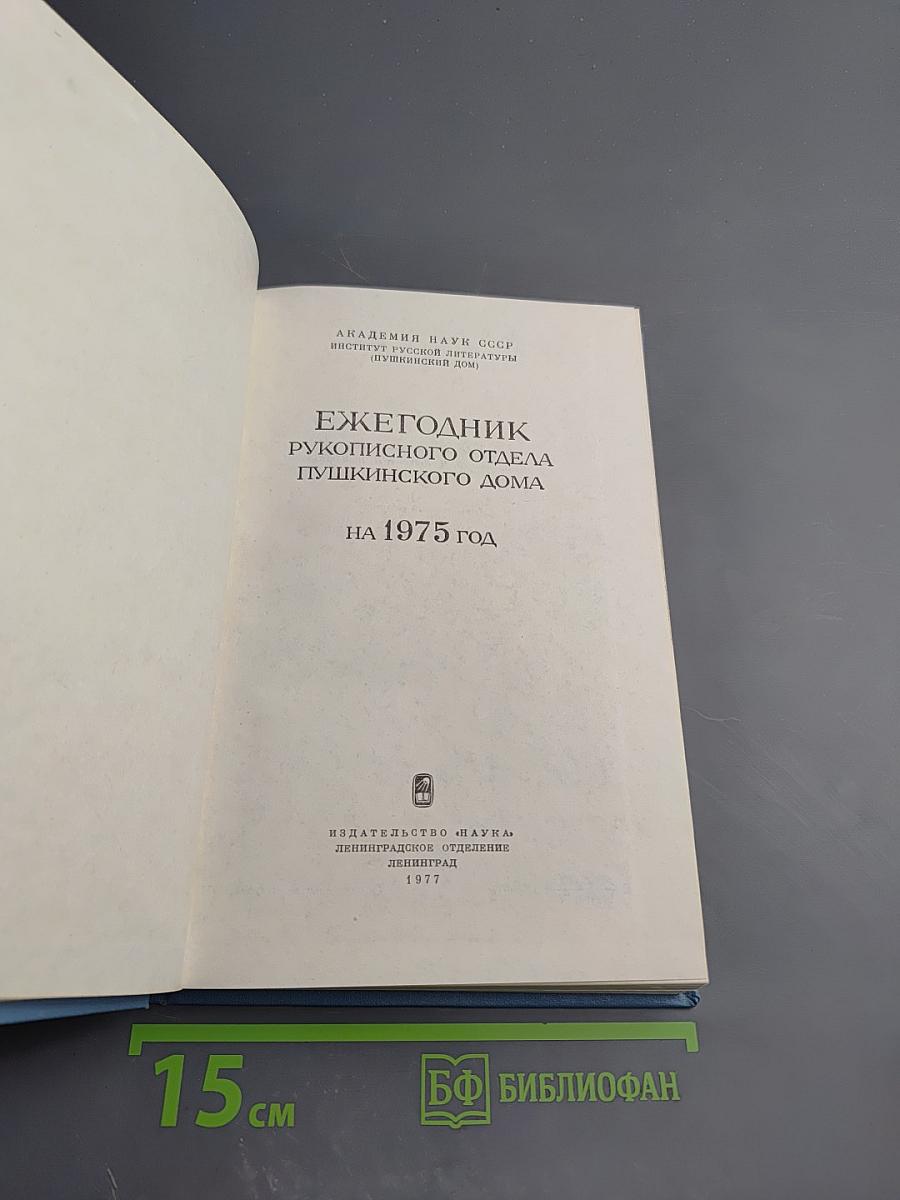 АКАДЕМИЯ НАУК СССР
ИНСТИТУТ РУССКОЙ ЛИТЕРАТУРЫ
(ПУШКИНСКИЙ ДОМ)
ЕЖЕГОДНИК
РУКОПИСНОГО ОТДЕЛА
ПУШКИНСКОГО ДОМА
НА 1975 ГОД
ИЗДАТЕЛЬСТВО «НАУКА»
ЛЕНИНГРАДСКОЕ ОТДЕЛЕНИЕ
ЛЕНИНГРАД
1977
15 см
БФ БИБЛИОФАН